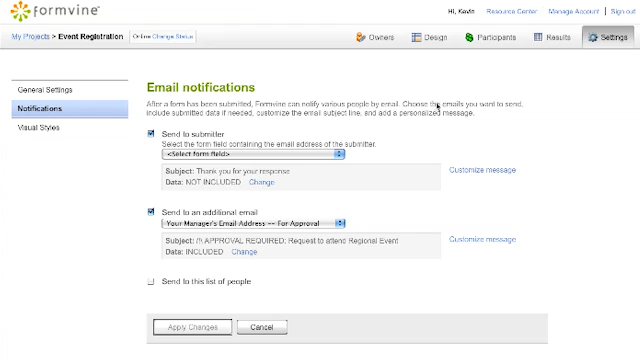 formvine™
Hi, Kevin Resource Center Manage Account | Sign out
My Projects > Event Registration Online Change Status
Owners Design Participants Results Settings
General Settings
Notifications
Visual Styles
Email notifications
After a form has been submitted, Formvine can notify various people by email. Choose the emails you want to send,
include submitted data if needed, customize the email subject line, and add a personalized message.
Send to submitter
Select the form field containing the email address of the submitter.
<Select form field>
Subject: Thank you for your response
Data: NOT INCLUDED Change
Customize message
Send to an additional email
Your Manager's Email Address -- For Approval
Subject: /!\ APPROVAL REQUIRED: Request to attend Regional Event
Data: INCLUDED Change
Customize message
Send to this list of people
Apply Changes Cancel